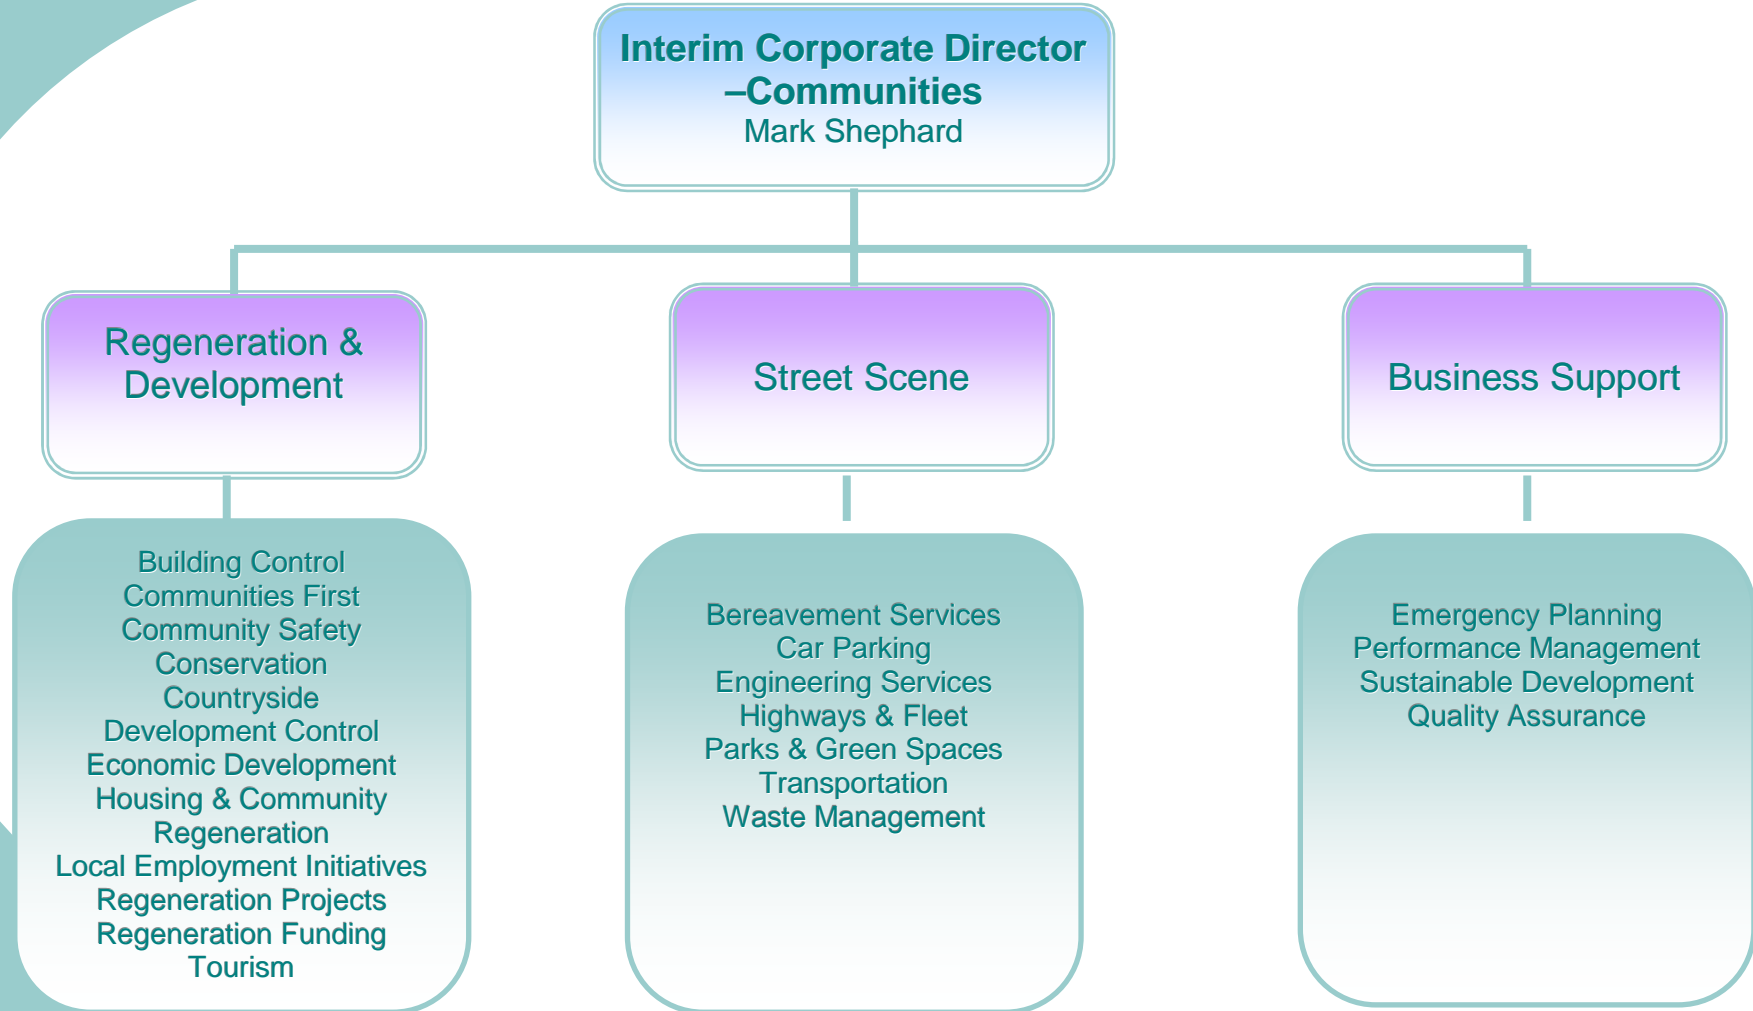 Interim Corporate Director
–Communities
Mark Shephard
Regeneration &
Development
Street Scene
Business Support
Building Control
Communities First
Community Safety
Conservation
Countryside
Development Control
Economic Development
Housing & Community
Regeneration
Local Employment Initiatives
Regeneration Projects
Regeneration Funding
Tourism
Bereavement Services
Car Parking
Engineering Services
Highways & Fleet
Parks & Green Spaces
Transportation
Waste Management
Emergency Planning
Performance Management
Sustainable Development
Quality Assurance